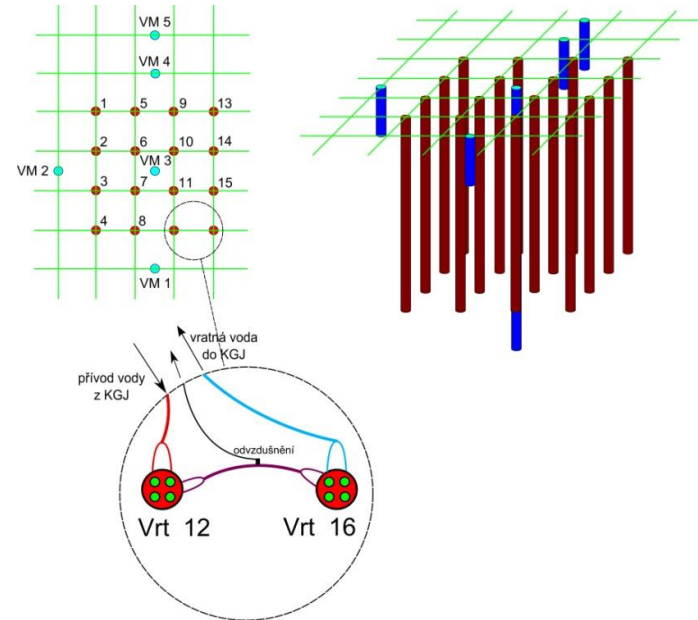 VM 5
VM 4
1
5
9
13
2
6
10
14
VM 2
VM 3
3
7
11
15
4
8
VM 1
vratná voda
do KGJ
přívod vody
z KGJ
odvzdušnění
Vrt 12
Vrt 16